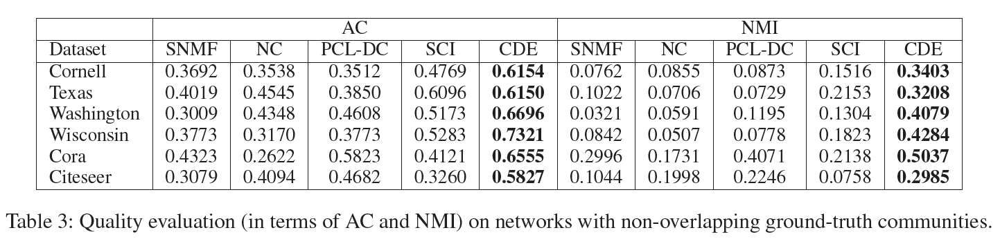 AC NMI
Dataset SNMF NC PCL-DC SCI CDE SNMF NC PCL-DC SCI CDE
Cornell 0.3692 0.3538 0.3512 0.4769 0.6154 0.0762 0.0855 0.0873 0.1516 0.3403
Texas 0.4019 0.4545 0.3850 0.6096 0.6150 0.1022 0.0706 0.0729 0.2153 0.3208
Washington 0.3009 0.4348 0.4608 0.5173 0.6696 0.0321 0.0591 0.1195 0.1304 0.4079
Wisconsin 0.3773 0.3170 0.3773 0.5283 0.7321 0.0842 0.0507 0.0778 0.1823 0.4284
Cora 0.4323 0.2622 0.5823 0.4121 0.6555 0.2996 0.1731 0.4071 0.2138 0.5037
Citeseer 0.3079 0.4094 0.4682 0.3260 0.5827 0.1044 0.1998 0.2246 0.0758 0.2985
Table 3: Quality evaluation (in terms of AC and NMI) on networks with non-overlapping ground-truth communities.